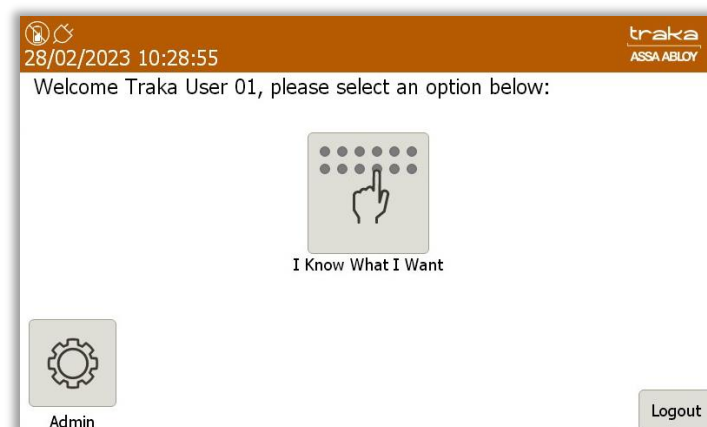 traka
28/02/2023 10:28:55
ASSA ABLOY
Welcome Traka User 01, please select an option below:
I Know What I Want
Admin
Logout